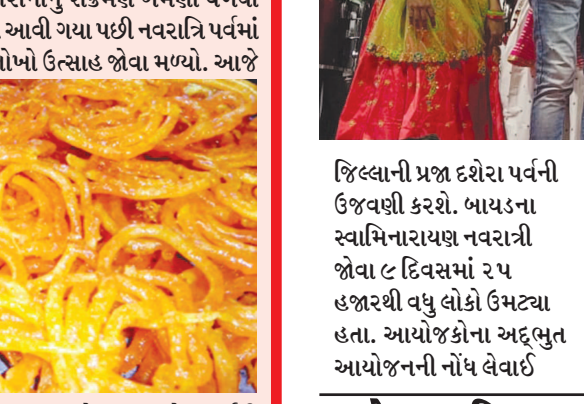 આવી ગયા પછી નવરાત્રિ પર્વમાં
ઉત્સાહ જોવા મળ્યો. આજે
જિલ્લાની પ્રજા દશેરા પર્વની
ઉજવણી કરશે. બાયડના
સ્વામિનારાયણ નવરાત્રી
જોવા ૯ દિવસમાં ૨૫
હજારથી વધુ લોકો ઉમટ્યા
હતા. આયોજકોના અદ્ભુત
આયોજનની નોંધ લેવાઈ